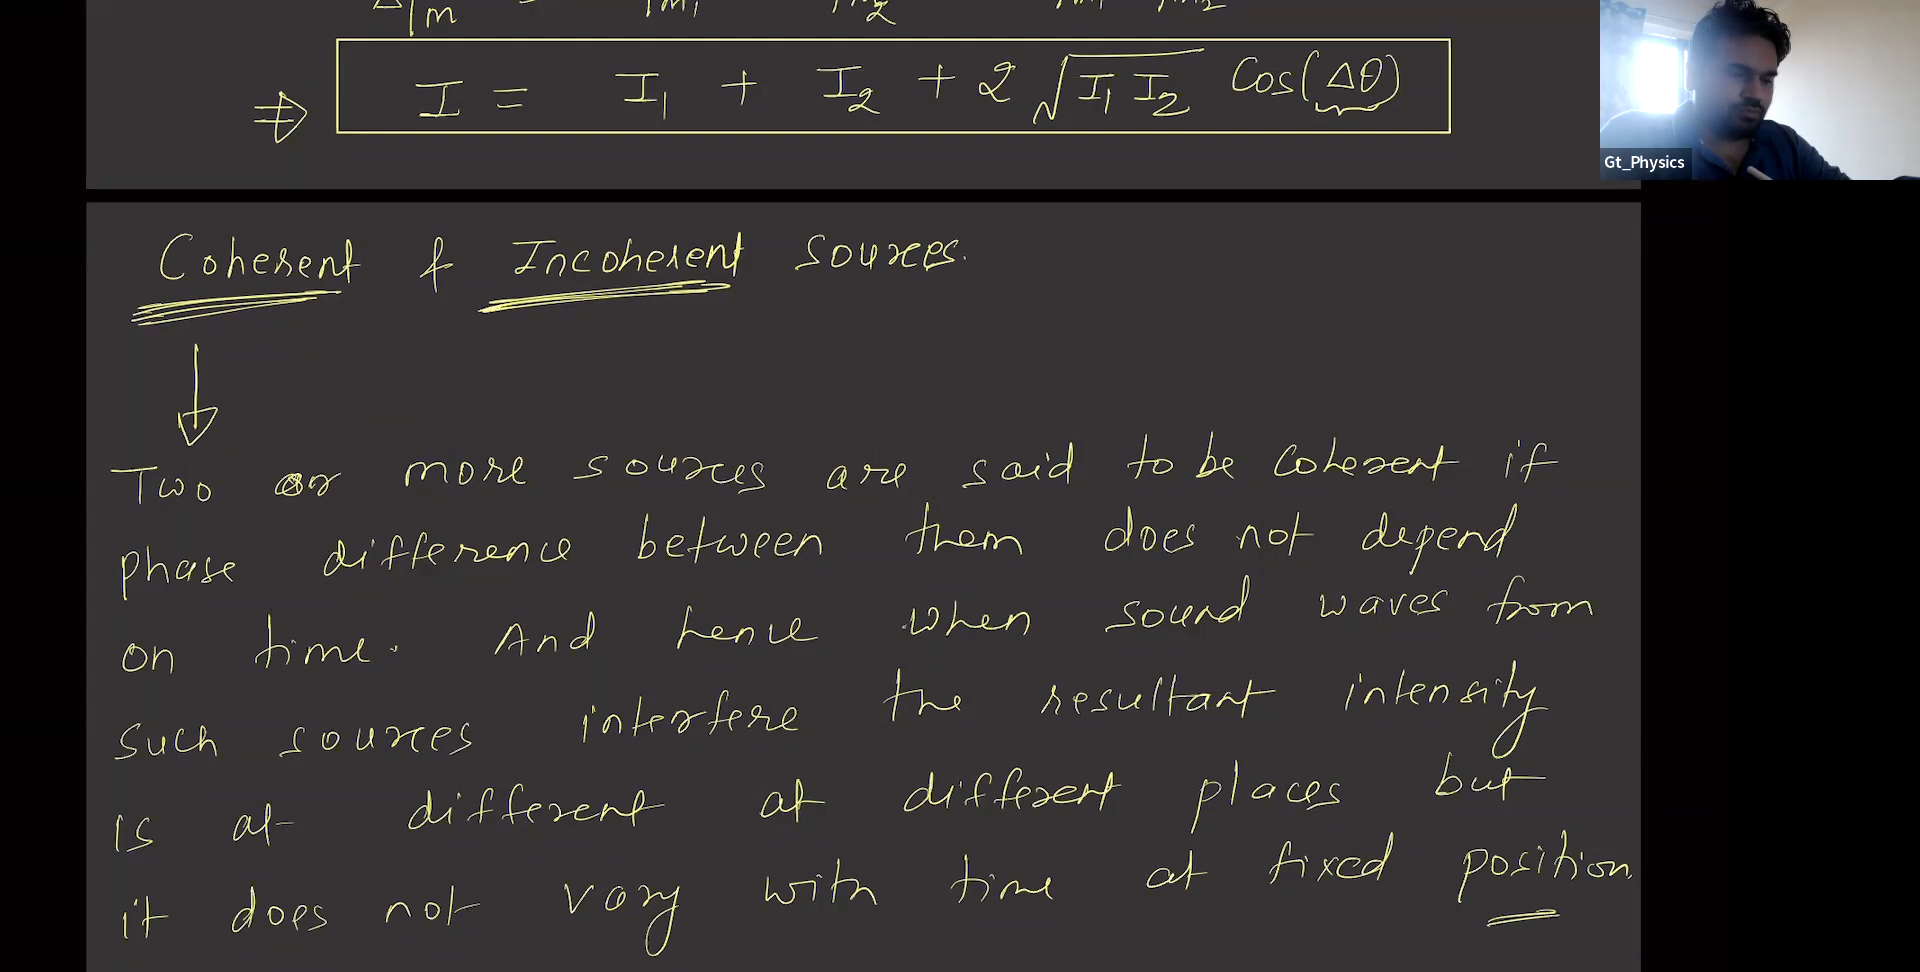 ⇒ I = I₁ + I₂ + 2 √I₁ I₂ Cos(Δθ)
Gt_Physics
Coherent & Incoherent sources.
Two or more sources are said to be coherent if
phase difference between them does not depend
on time. And hence when sound waves from
such sources interfere the resultant intensity
is at different at different places but
it does not vary with time at fixed position.